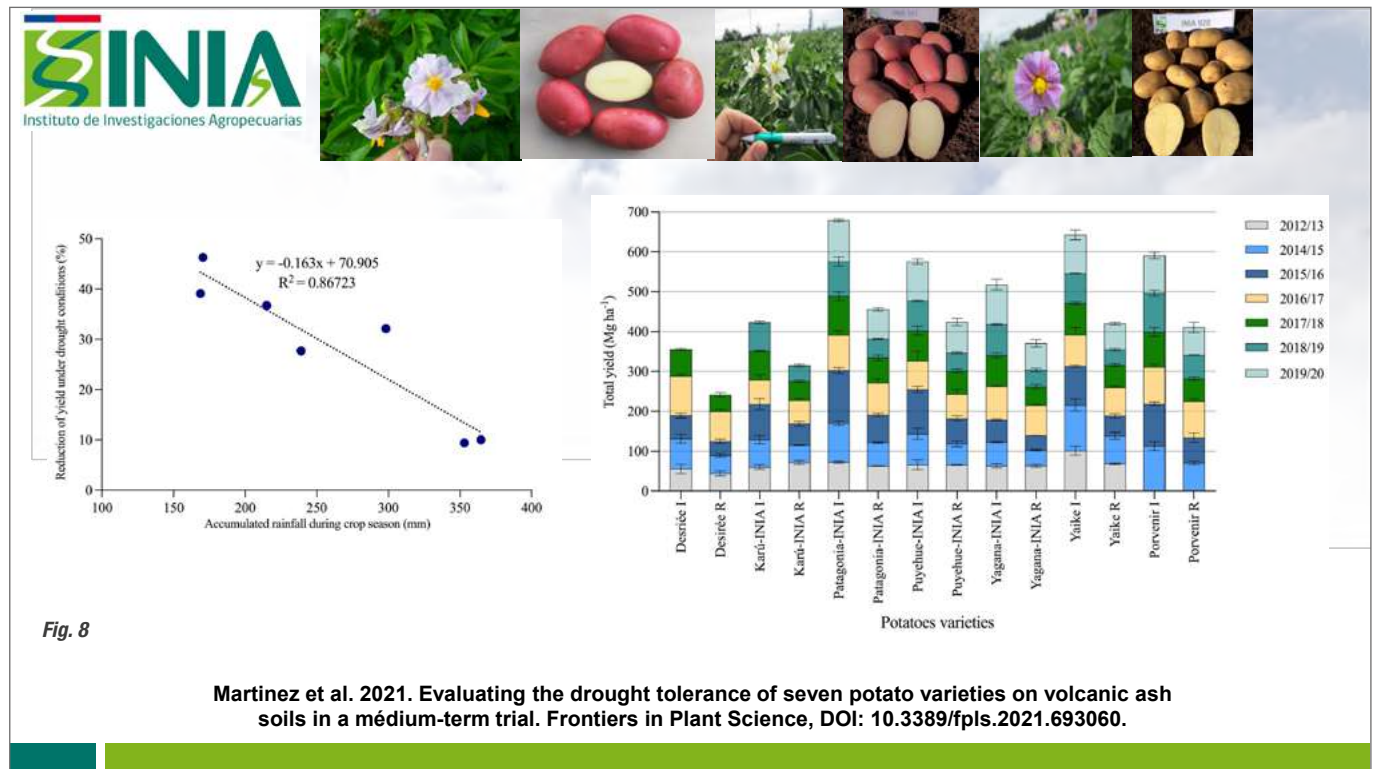 INIA
Instituto de Investigaciones Agropecuarias
INIA 920
50
40
30
20
10
0
Reduction of yield under drought conditions (%)
y = -0.163x + 70.905
R² = 0.86723
100
150
200
250
300
350
400
Accumulated rainfall during crop season (mm)
700
600
500
400
300
200
100
0
Total yield (Mg ha⁻¹)
Desriée I
Desirée R
Karú-INIA I
Karú-INIA R
Patagonia-INIA I
Patagonia-INIA R
Puyehue-INIA I
Puyehue-INIA R
Yagana-INIA I
Yagana-INIA R
Yaike I
Yaike R
Porvenir I
Porvenir R
Potatoes varieties
2012/13
2014/15
2015/16
2016/17
2017/18
2018/19
2019/20
Fig. 8
Martinez et al. 2021. Evaluating the drought tolerance of seven potato varieties on volcanic ash
soils in a médium-term trial. Frontiers in Plant Science, DOI: 10.3389/fpls.2021.693060.